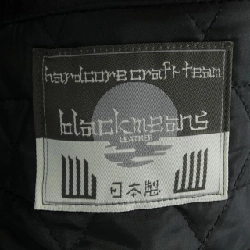 hardcore craft team
blackmeans
LEATHER
日本製